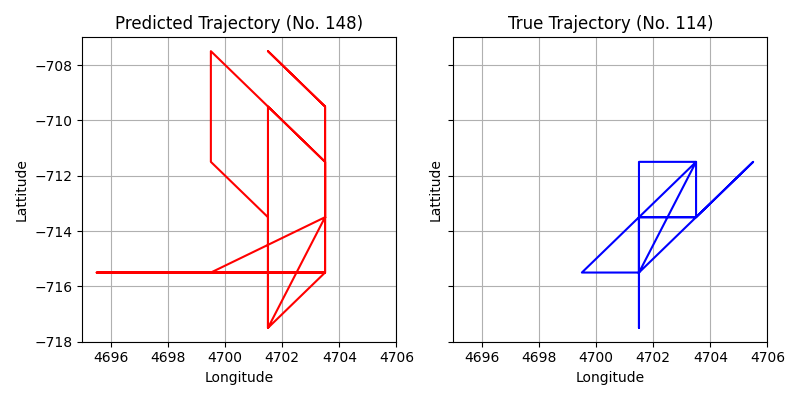 Predicted Trajectory (No. 148)
True Trajectory (No. 114)
Lattitude
−708
−710
−712
−714
−716
−718
4696 4698 4700 4702 4704 4706
Longitude
Lattitude
4696 4698 4700 4702 4704 4706
Longitude